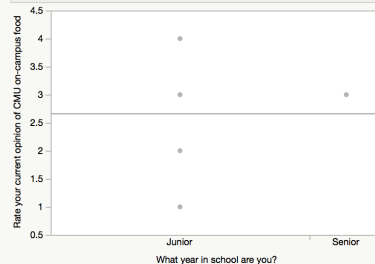 Rate your current opinion of CMU on-campus food
4.5
4
3.5
3
2.5
2
1.5
1
0.5
Junior
Senior
What year in school are you?